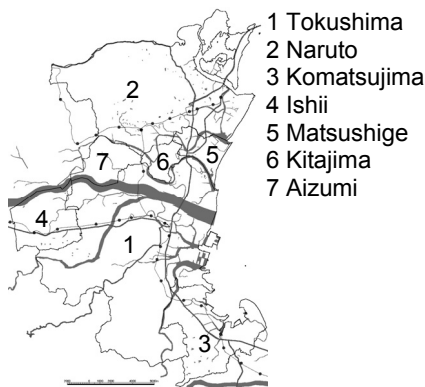 1 Tokushima
2 Naruto
3 Komatsujima
4 Ishii
5 Matsushige
6 Kitajima
7 Aizumi
2
7
6
5
4
1
3